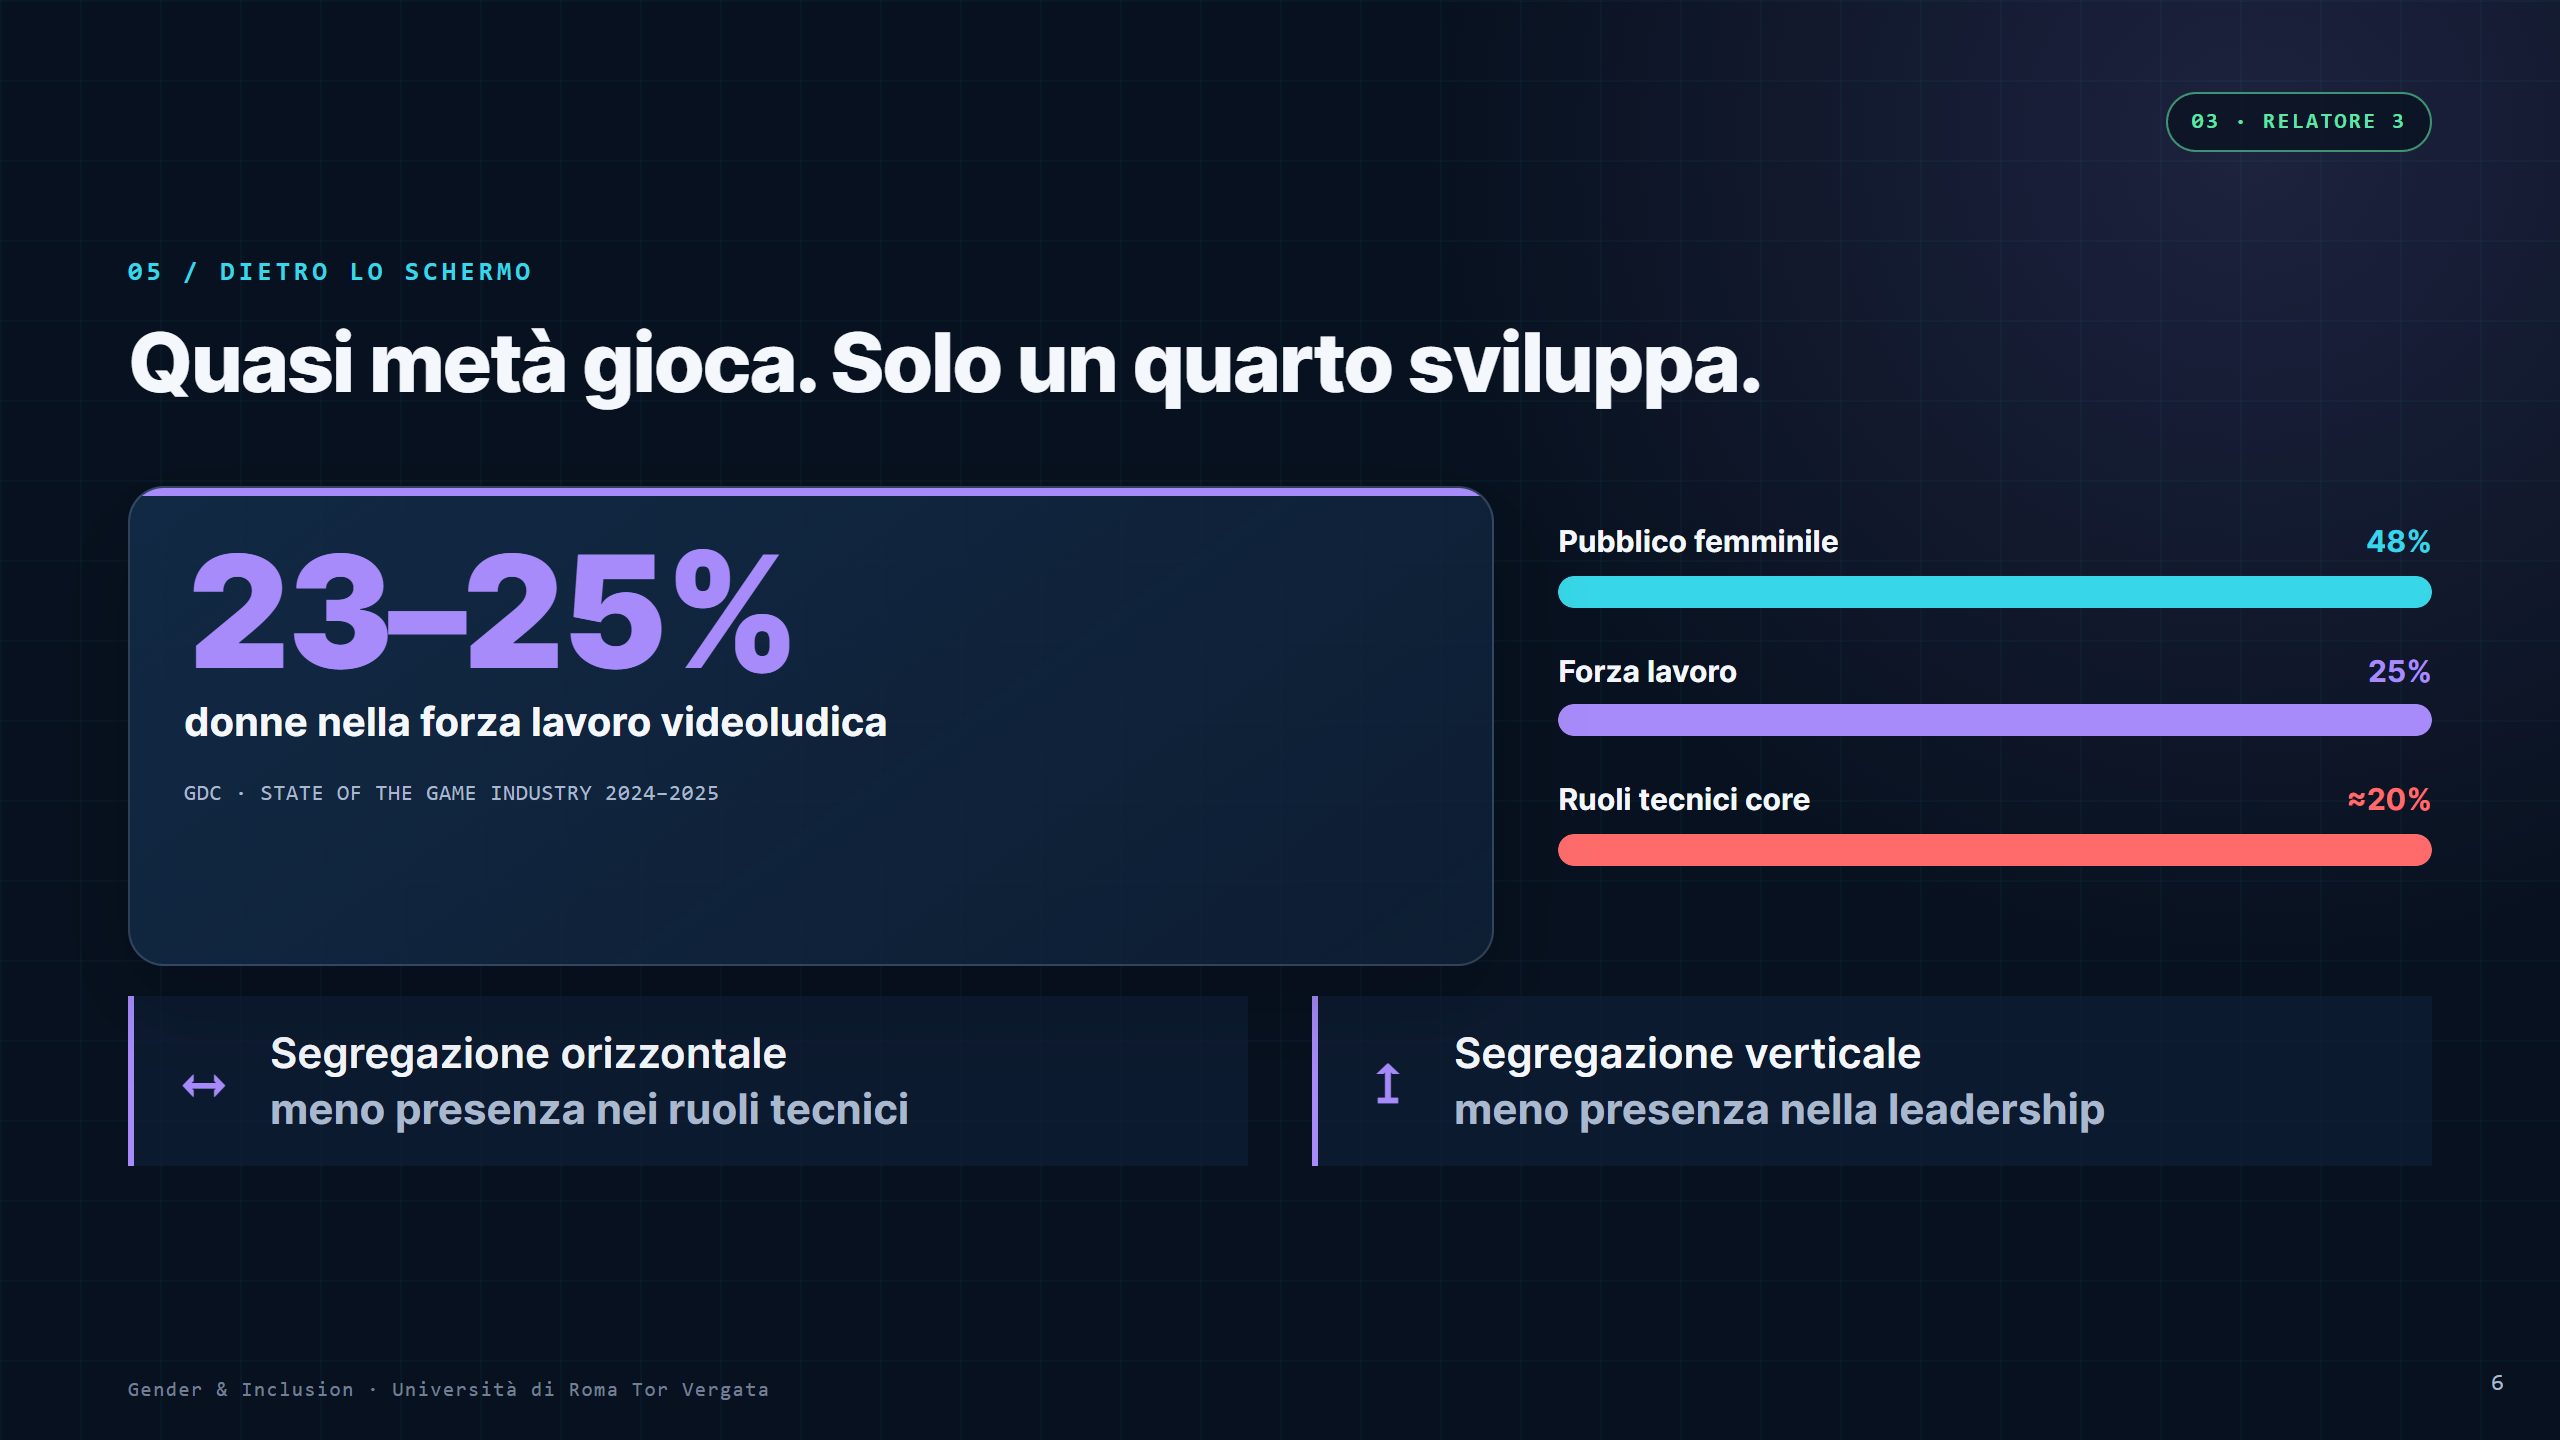 03 · RELATORE 3
05 / DIETRO LO SCHERMO
Quasi metà gioca. Solo un quarto sviluppa.
23–25%
donne nella forza lavoro videoludica
GDC · STATE OF THE GAME INDUSTRY 2024–2025
Pubblico femminile 48%
Forza lavoro 25%
Ruoli tecnici core ≈20%
↔ Segregazione orizzontale
meno presenza nei ruoli tecnici
↥ Segregazione verticale
meno presenza nella leadership
Gender & Inclusion · Università di Roma Tor Vergata
6